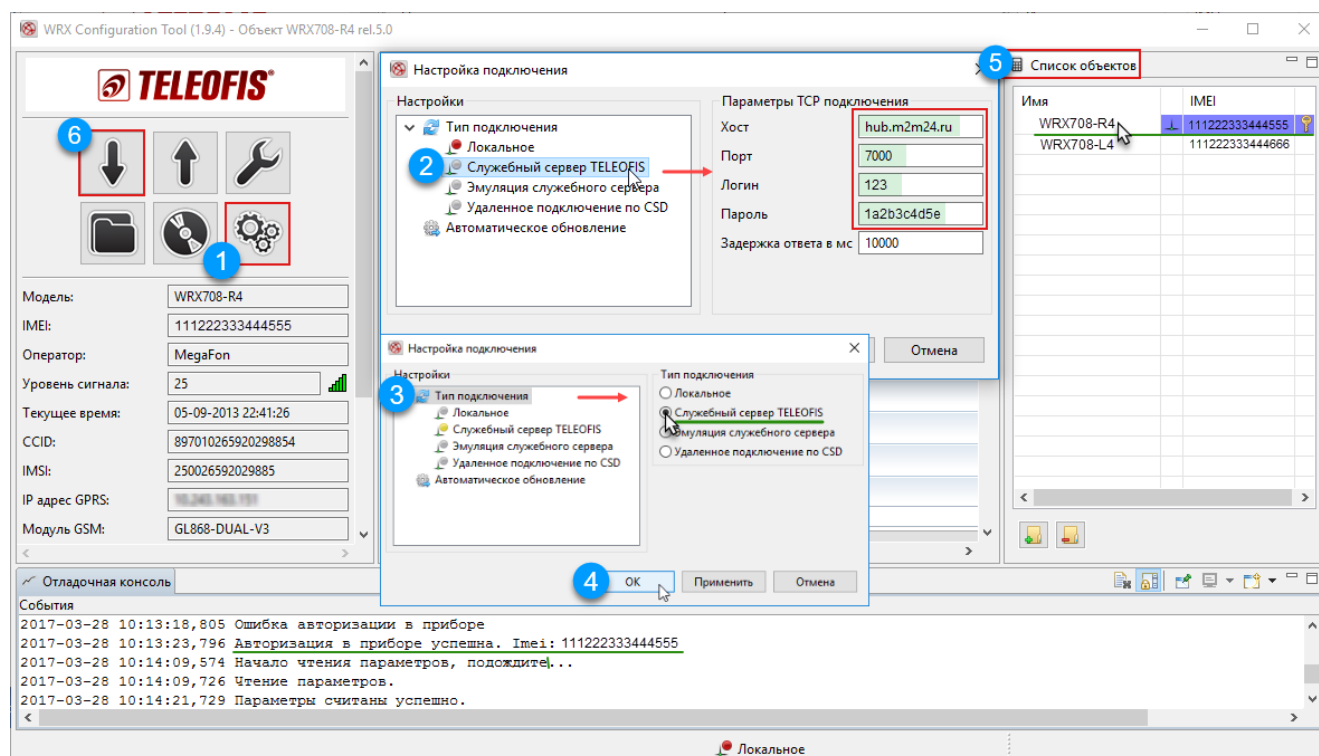 WRX Configuration Tool (1.9.4) - Объект WRX708-R4 rel.5.0
TELEOFIS®
6
1
Модель: WRX708-R4
IMEI: 111222333444555
Оператор: MegaFon
Уровень сигнала: 25
Текущее время: 05-09-2013 22:41:26
CCID: 897010265920298854
IMSI: 250026592029885
IP адрес GPRS:
Модуль GSM: GL868-DUAL-V3
Настройка подключения
Настройки
Тип подключения
Локальное
2
Служебный сервер TELEOFIS
Эмуляция служебного сервера
Удаленное подключение по CSD
Автоматическое обновление
Параметры TCP подключения
Хост hub.m2m24.ru
Порт 7000
Логин 123
Пароль 1a2b3c4d5e
Задержка ответа в мс 10000
Отмена
Настройка подключения
Настройки
3
Тип подключения
Локальное
Служебный сервер TELEOFIS
Эмуляция служебного сервера
Удаленное подключение по CSD
Автоматическое обновление
Тип подключения
Локальное
Служебный сервер TELEOFIS
Эмуляция служебного сервера
Удаленное подключение по CSD
4
OK Применить Отмена
5
Список объектов
Имя IMEI
WRX708-R4 111222333444555
WRX708-L4 111222333444666
Отладочная консоль
События
2017-03-28 10:13:18,805 Ошибка авторизации в приборе
2017-03-28 10:13:23,796 Авторизация в приборе успешна. Imei: 111222333444555
2017-03-28 10:14:09,574 Начало чтения параметров, подождите...
2017-03-28 10:14:09,726 Чтение параметров.
2017-03-28 10:14:21,729 Параметры считаны успешно.
Локальное